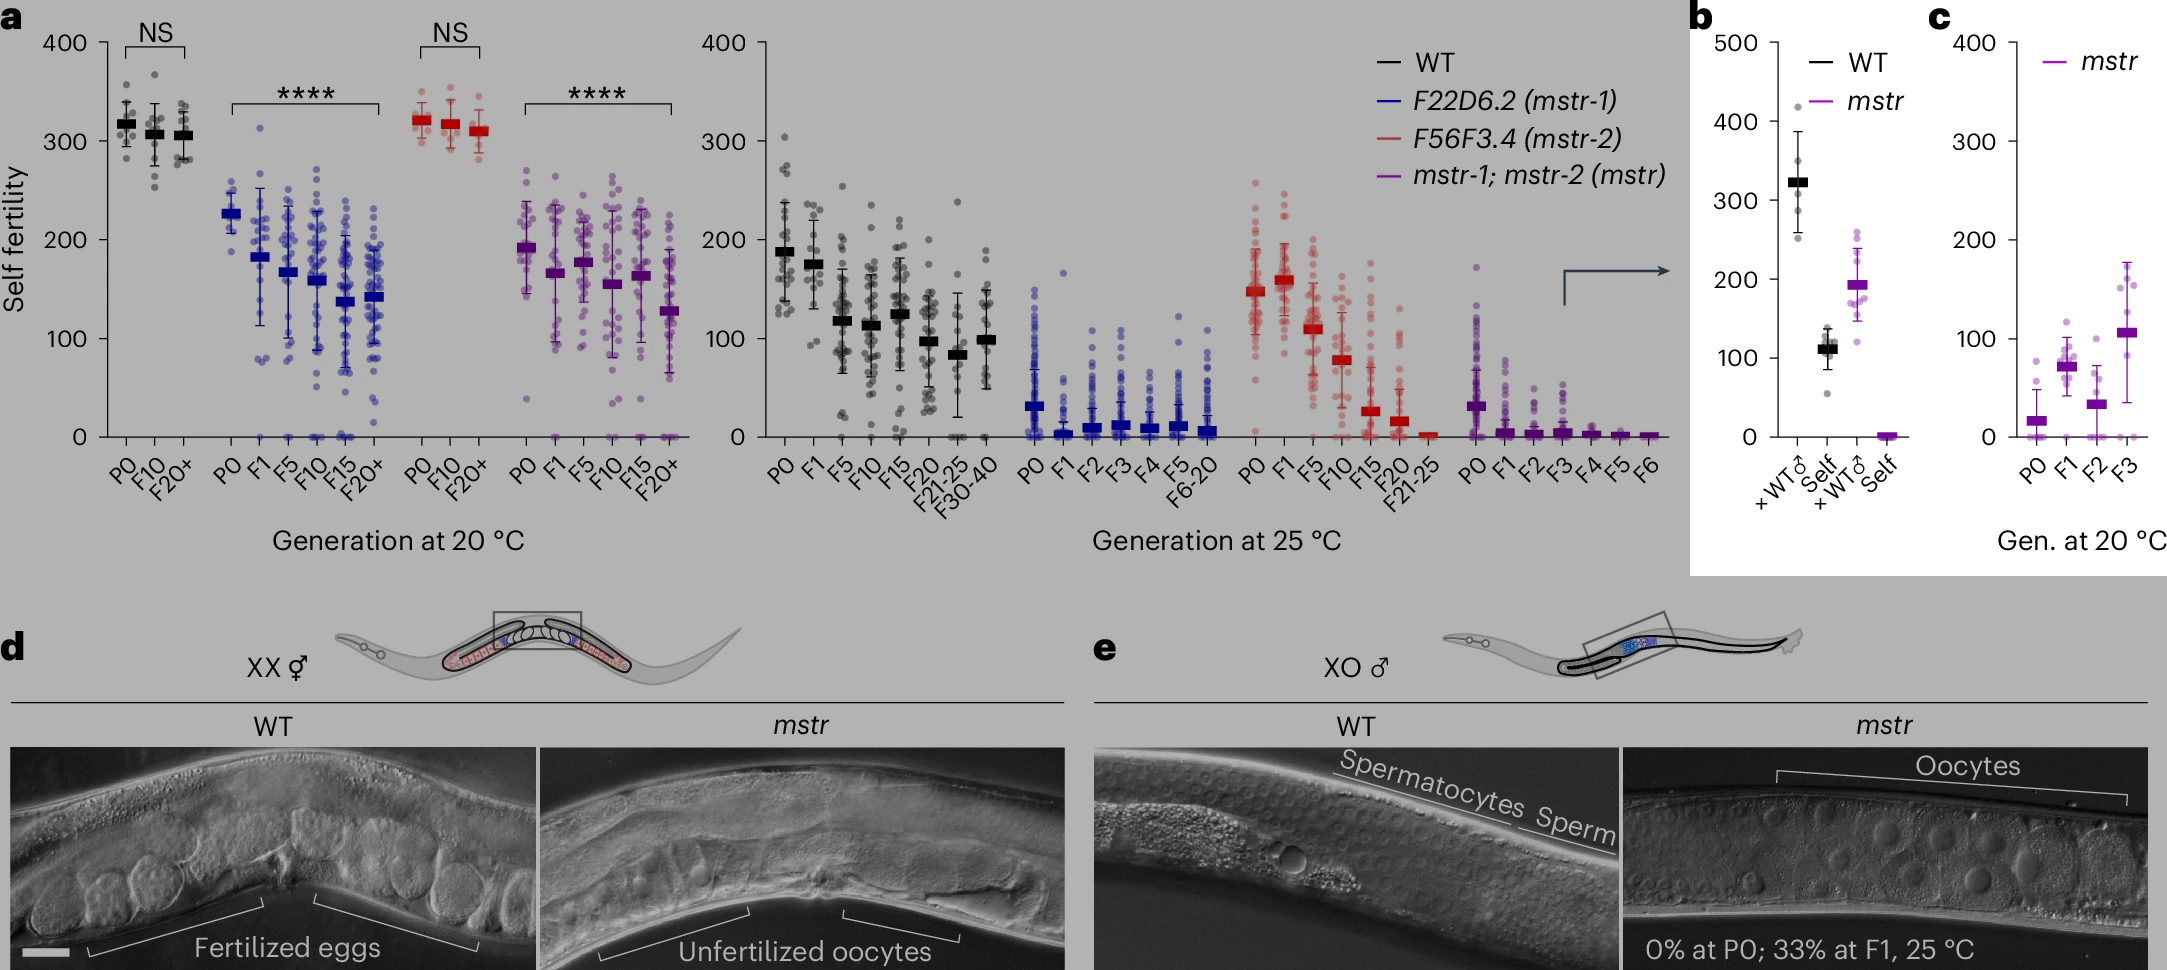 a
Self fertility
400
300
200
100
0
NS
****
NS
****
P0
F10
F20+
P0
F1
F5
F10
F15
F20+
P0
F10
F20+
P0
F1
F5
F10
F15
F20+
Generation at 20 °C
400
300
200
100
0
WT
F22D6.2 (mstr-1)
F56F3.4 (mstr-2)
mstr-1; mstr-2 (mstr)
P0
F1
F5
F10
F15
F20
F21-25
F30-40
P0
F1
F2
F3
F4
F5
F6-20
P0
F1
F5
F10
F15
F20
F21-25
P0
F1
F2
F3
F4
F5
F6
Generation at 25 °C
b
500
400
300
200
100
0
WT
mstr
+ WT♂
Self
+ WT♂
Self
c
400
300
200
100
0
mstr
P0
F1
F2
F3
Gen. at 20 °C
d
XX ⚥
WT
mstr
Fertilized eggs
Unfertilized oocytes
e
XO ♂
WT
mstr
Spermatocytes
Sperm
Oocytes
0% at P0; 33% at F1, 25 °C